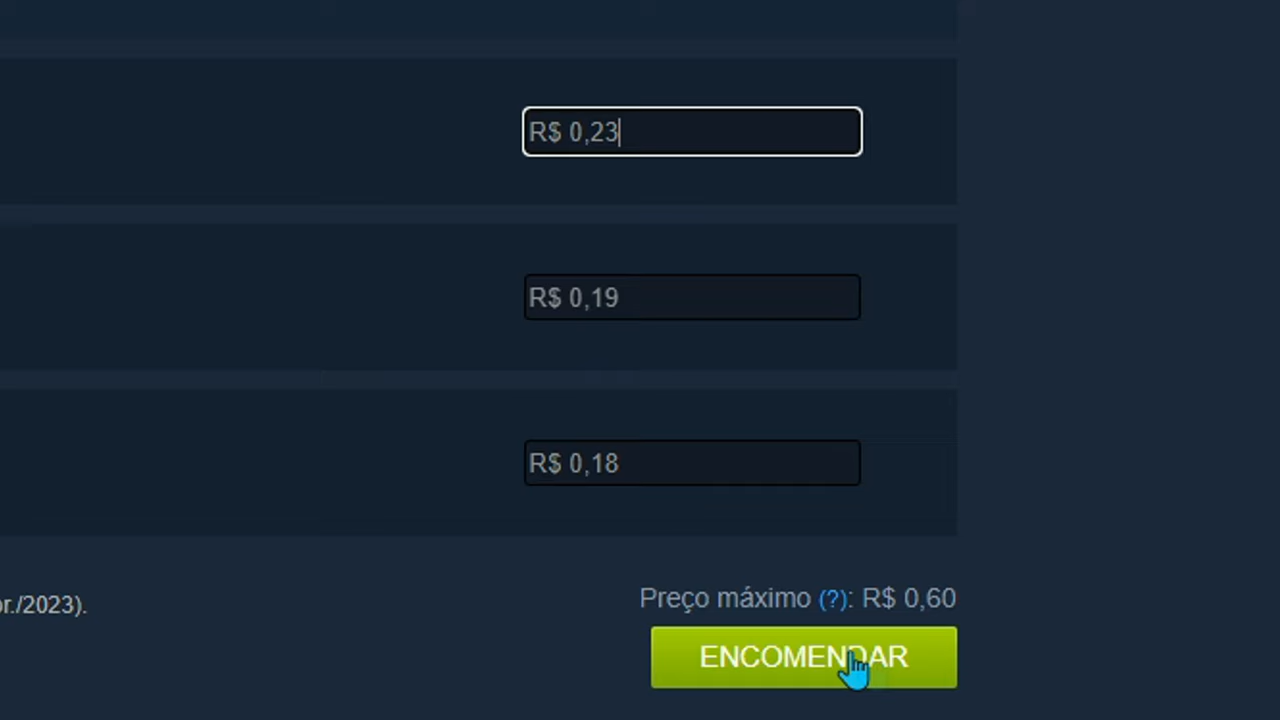 R$ 0,23
R$ 0,19
R$ 0,18
r./2023).
Preço máximo (?): R$ 0,60
ENCOMENDAR